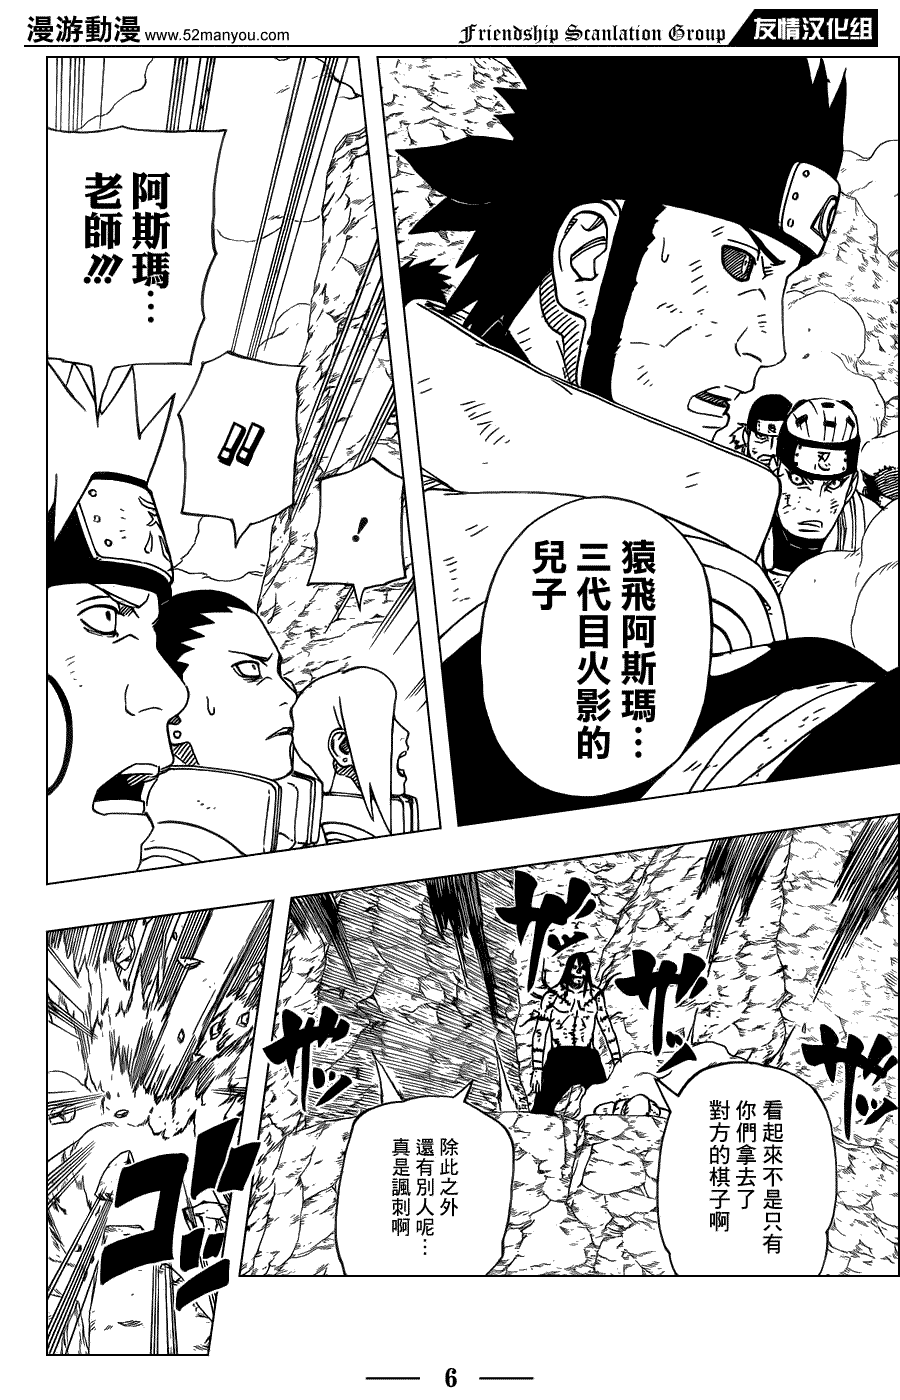 漫游動漫 www.52manyou.com
Friendship Scanlation Group 友情汉化组
猿飛阿斯瑪…
三代目火影的
兒子
!
!!
阿斯瑪…
老師!!!
忍
ザッ
ザッ
ザッ
看起來不是只有
你們拿去了
對方的棋子啊
除此之外
還有別人呢…
真是諷刺啊
ゴゴ
6